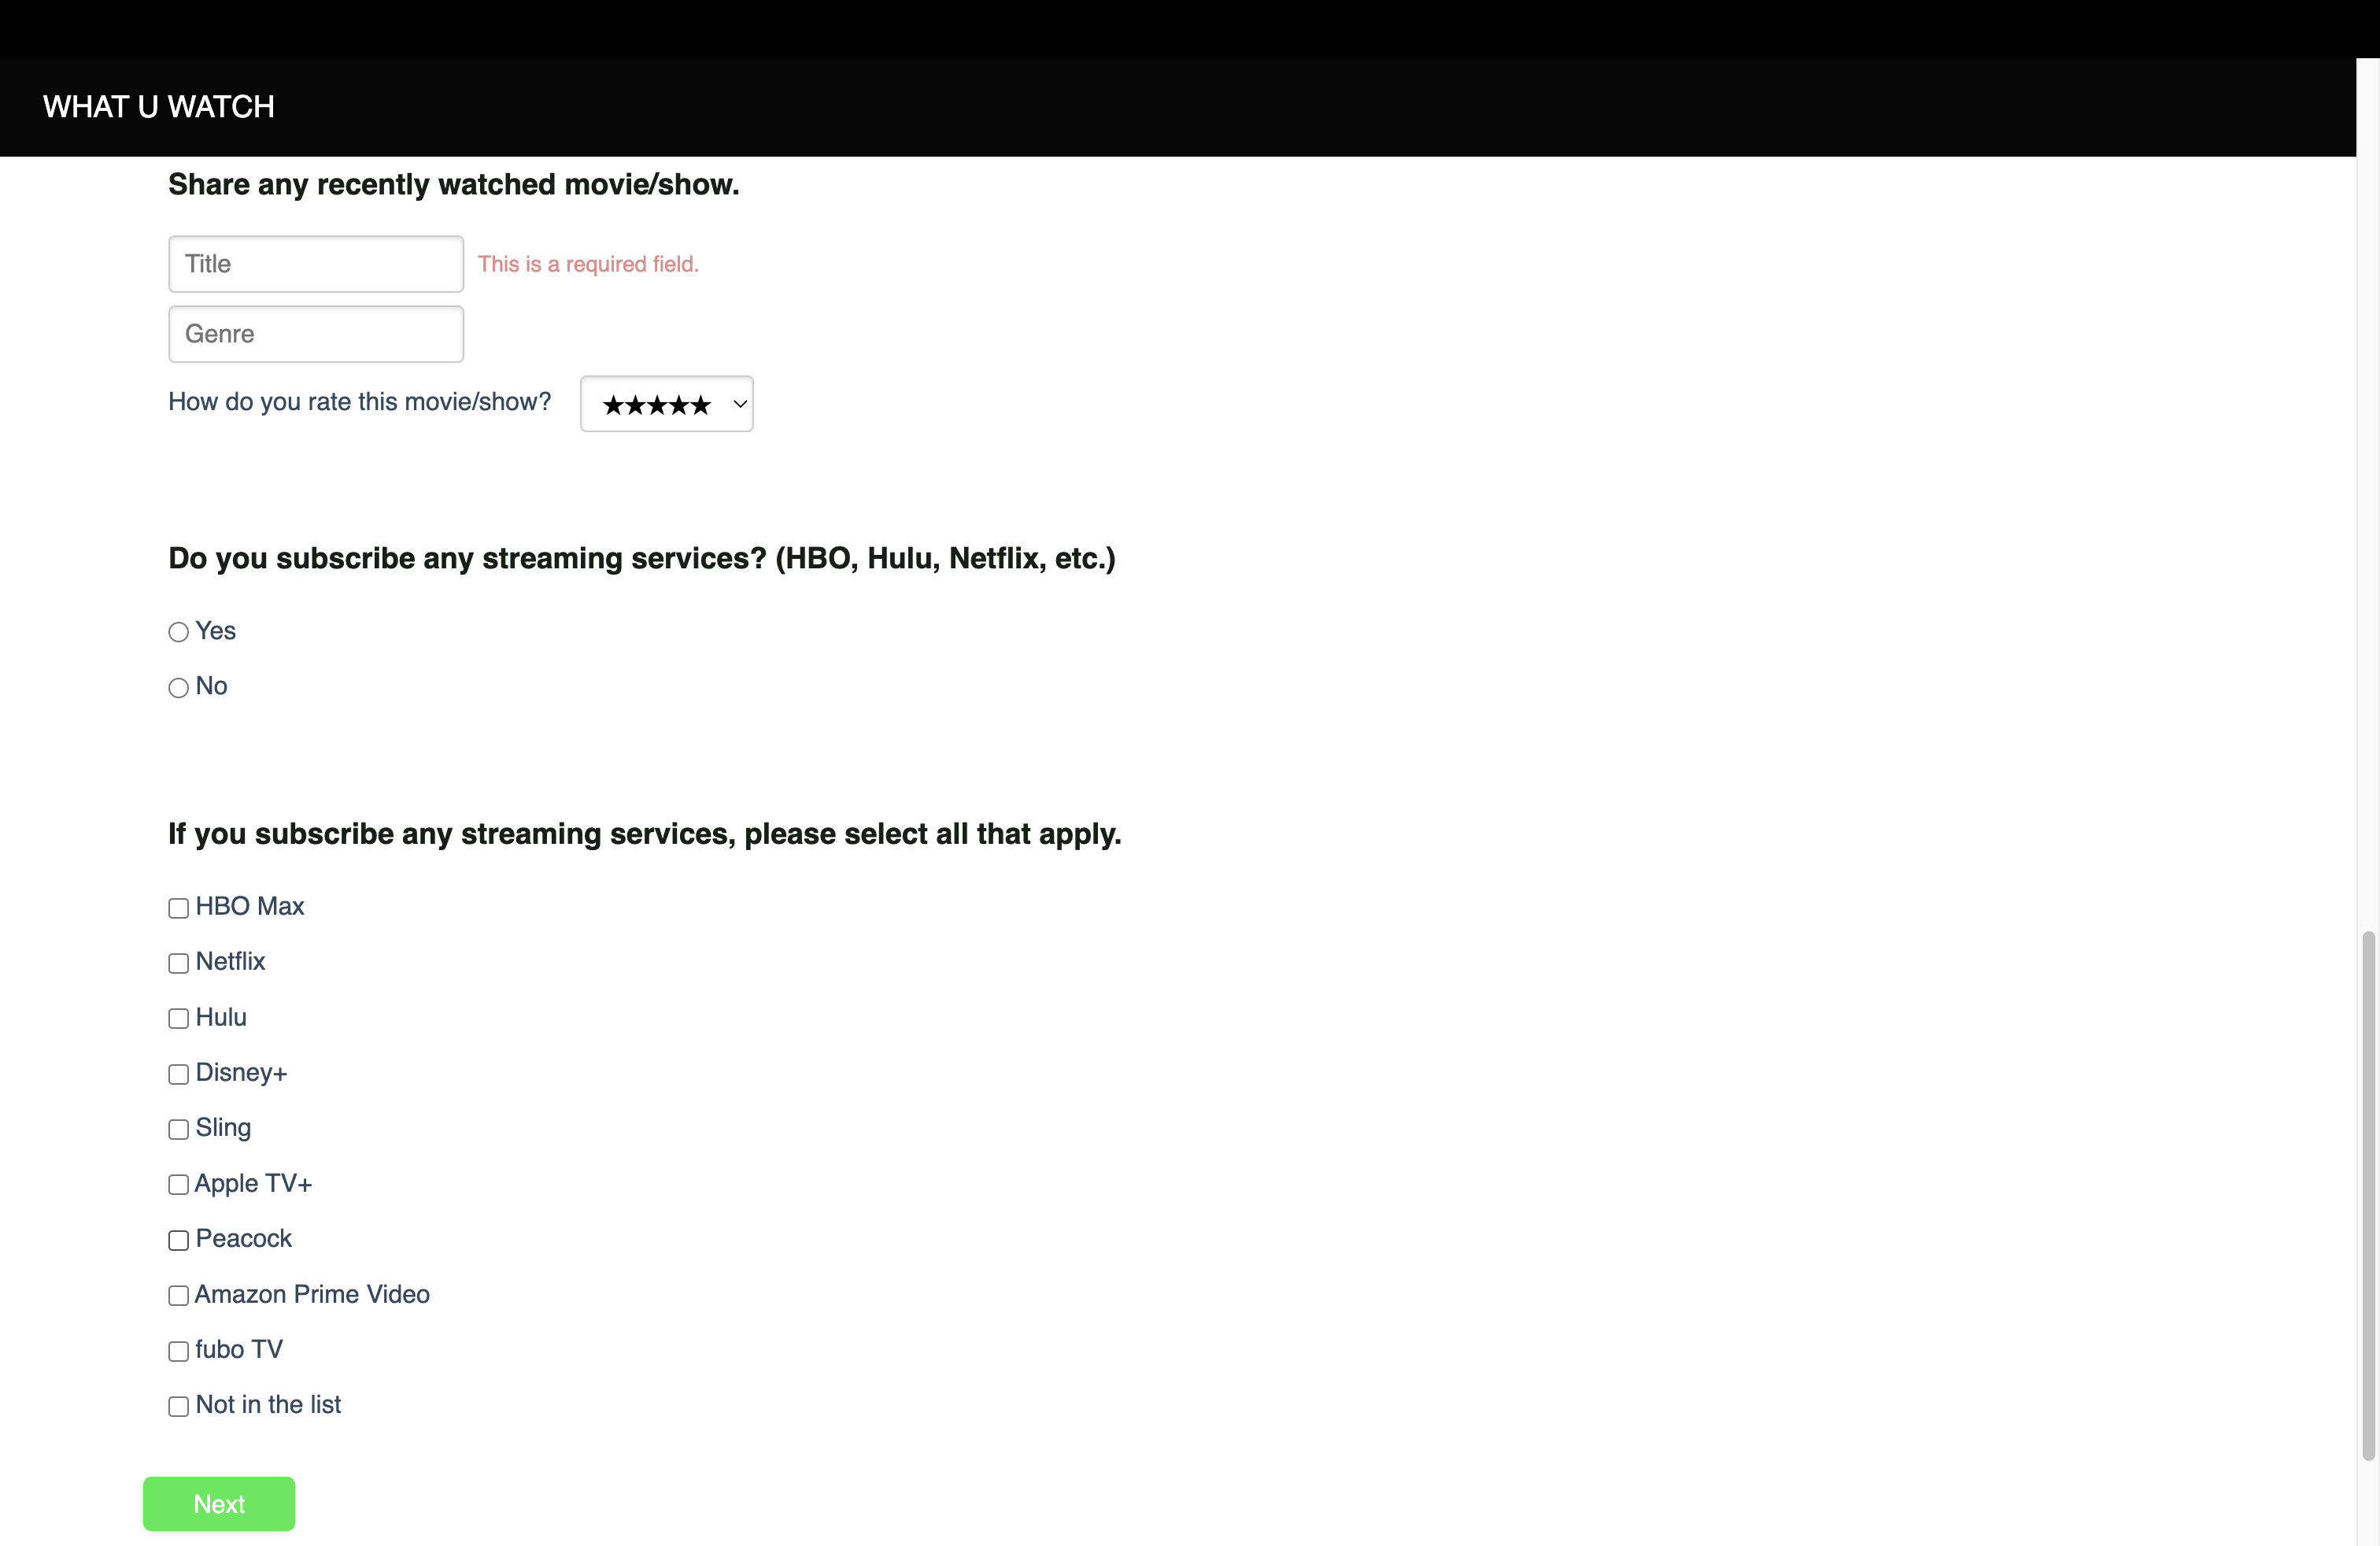 WHAT U WATCH
Share any recently watched movie/show.
Title This is a required field.
Genre
How do you rate this movie/show? ★★★★★
Do you subscribe any streaming services? (HBO, Hulu, Netflix, etc.)
Yes
No
If you subscribe any streaming services, please select all that apply.
HBO Max
Netflix
Hulu
Disney+
Sling
Apple TV+
Peacock
Amazon Prime Video
fubo TV
Not in the list
Next